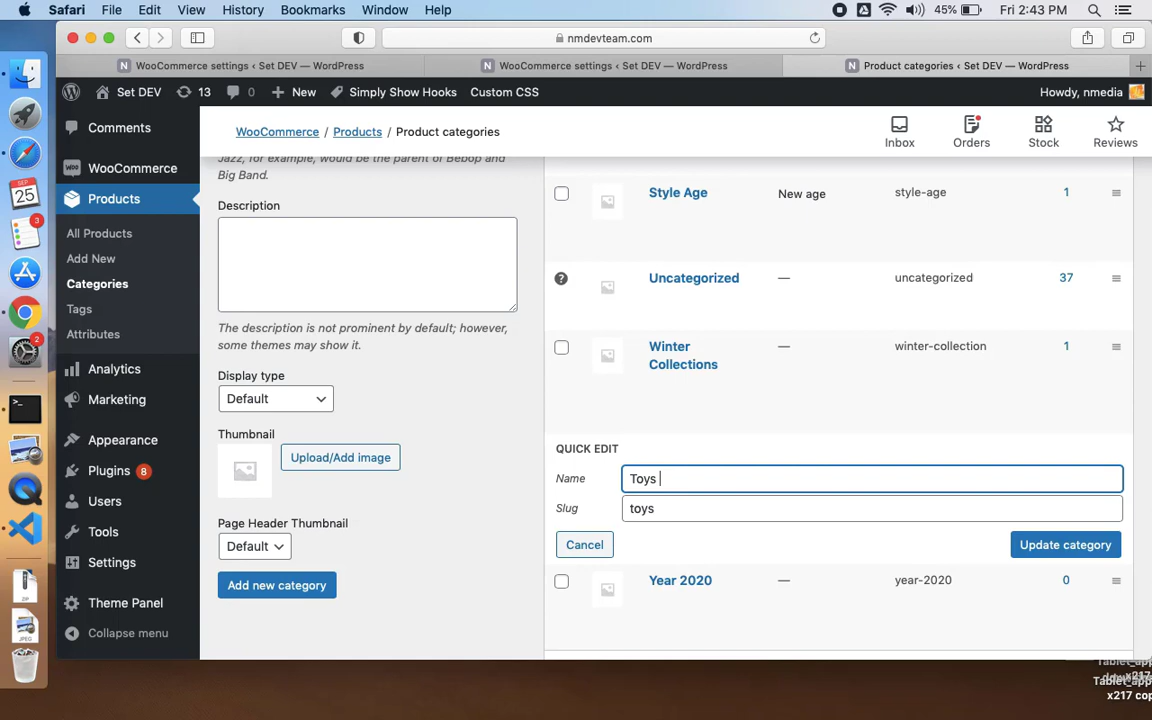 Safari File Edit View History Bookmarks Window Help 45% Fri 2:43 PM
nmdevteam.com
N WooCommerce settings ‹ Set DEV — WordPress N WooCommerce settings ‹ Set DEV — WordPress N Product categories ‹ Set DEV — WordPress
Set DEV 13 0 New Simply Show Hooks Custom CSS Howdy, nmedia
Comments
WooCommerce
Products
All Products
Add New
Categories
Tags
Attributes
Analytics
Marketing
Appearance
Plugins 8
Users
Tools
Settings
Theme Panel
Collapse menu
WooCommerce / Products / Product categories
Inbox Orders Stock Reviews
Jazz, for example, would be the parent of Bebop and
Big Band.
Description
The description is not prominent by default; however,
some themes may show it.
Display type
Default
Thumbnail
Upload/Add image
Page Header Thumbnail
Default
Add new category
Style Age New age style-age 1
Uncategorized — uncategorized 37
Winter
Collections — winter-collection 1
QUICK EDIT
Name Toys
Slug toys
Cancel Update category
Year 2020 — year-2020 0
SEP
25
3
2
ZIP
JPEG
Tablet_app
x217 cop